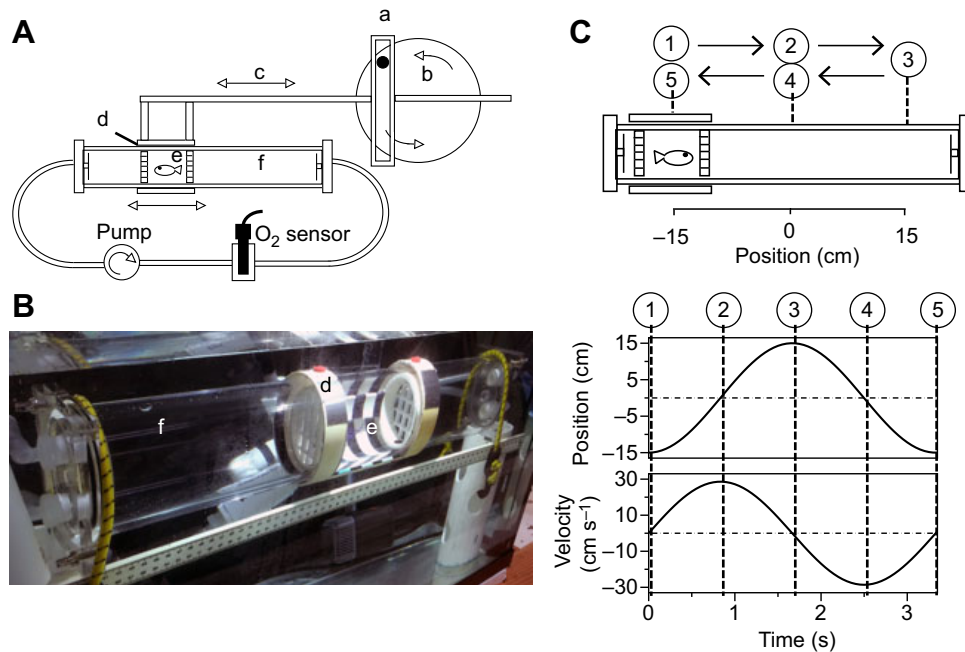 A
a
b
c
d
e
f
Pump
O2 sensor
B
d
f
e
C
1
2
3
5
4
–15
0
15
Position (cm)
1
2
3
4
5
15
5
–5
–15
Position (cm)
30
10
–10
–30
Velocity
(cm s–1)
0
1
2
3
Time (s)